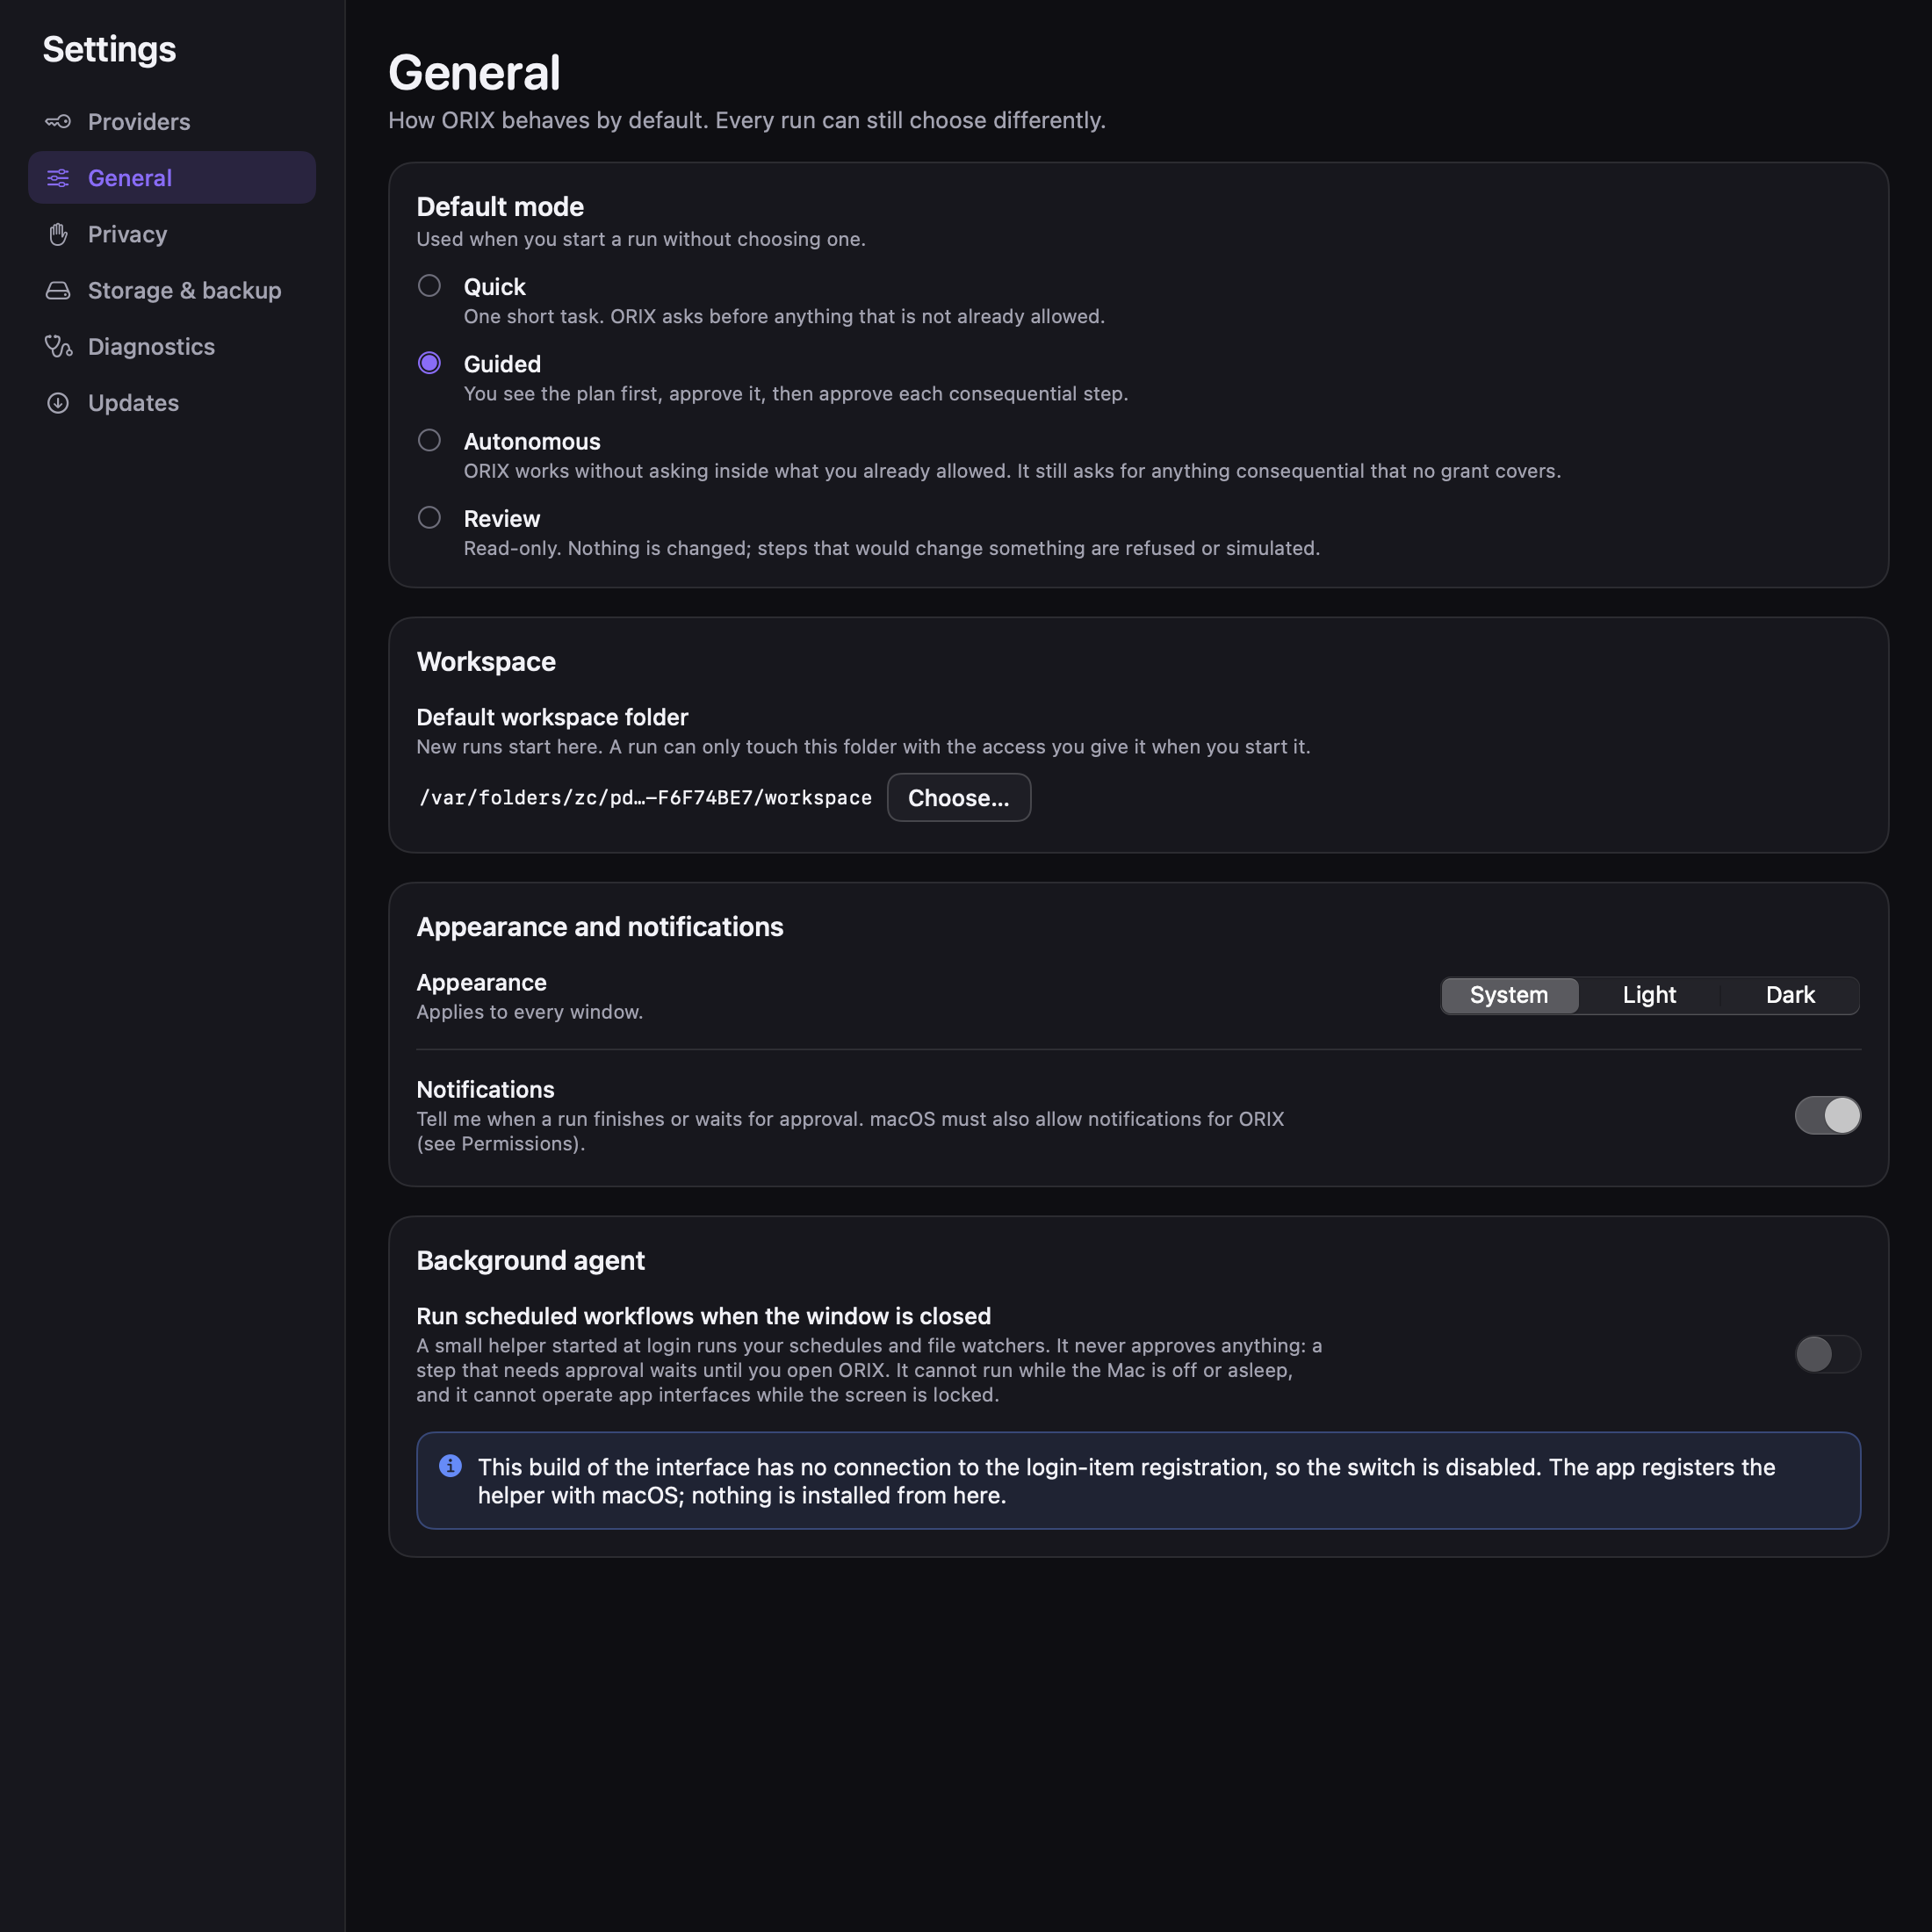 Settings
Providers
General
Privacy
Storage & backup
Diagnostics
Updates
General
How ORIX behaves by default. Every run can still choose differently.
Default mode
Used when you start a run without choosing one.
Quick
One short task. ORIX asks before anything that is not already allowed.
Guided
You see the plan first, approve it, then approve each consequential step.
Autonomous
ORIX works without asking inside what you already allowed. It still asks for anything consequential that no grant covers.
Review
Read-only. Nothing is changed; steps that would change something are refused or simulated.
Workspace
Default workspace folder
New runs start here. A run can only touch this folder with the access you give it when you start it.
/var/folders/zc/pd…-F6F74BE7/workspace
Choose...
Appearance and notifications
Appearance
Applies to every window.
System
Light
Dark
Notifications
Tell me when a run finishes or waits for approval. macOS must also allow notifications for ORIX
(see Permissions).
Background agent
Run scheduled workflows when the window is closed
A small helper started at login runs your schedules and file watchers. It never approves anything: a
step that needs approval waits until you open ORIX. It cannot run while the Mac is off or asleep,
and it cannot operate app interfaces while the screen is locked.
This build of the interface has no connection to the login-item registration, so the switch is disabled. The app registers the
helper with macOS; nothing is installed from here.